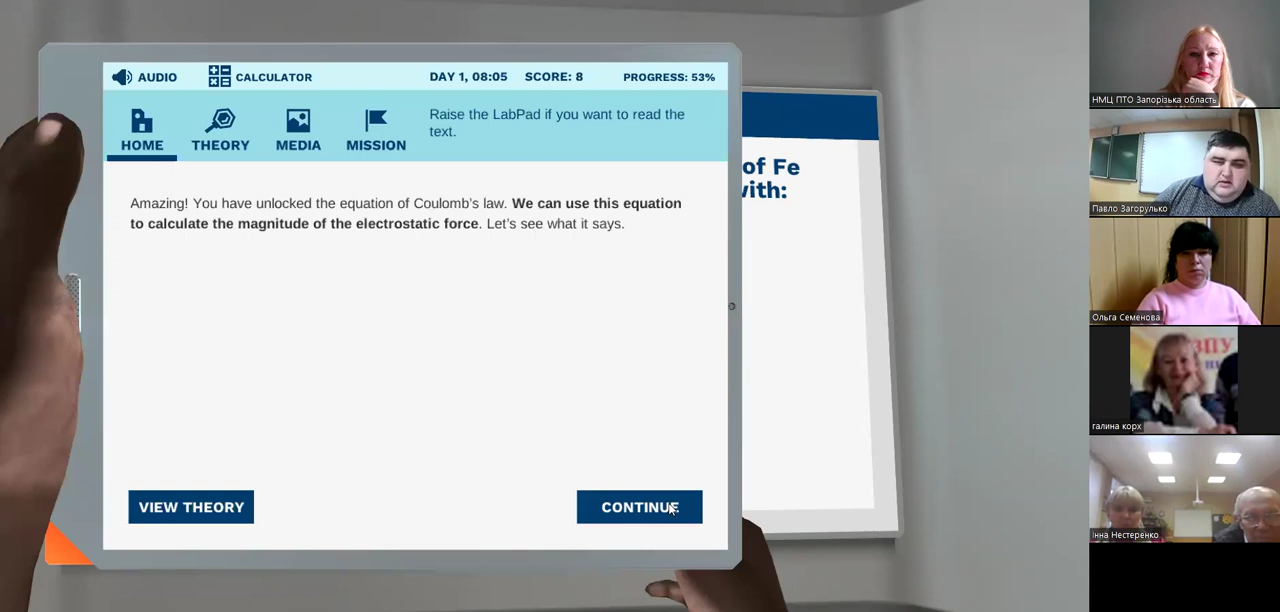 AUDIO
CALCULATOR
DAY 1, 08:05
SCORE: 8
PROGRESS: 53%
HOME
THEORY
MEDIA
MISSION
Raise the LabPad if you want to read the
text.
Amazing! You have unlocked the equation of Coulomb's law. We can use this equation
to calculate the magnitude of the electrostatic force. Let's see what it says.
VIEW THEORY
CONTINUE
of Fe
with:
НМЦ ПТО Запорізька область
Павло Загорулько
Ольга Семенова
ЗПУ
галина корх
Інна Нестеренко